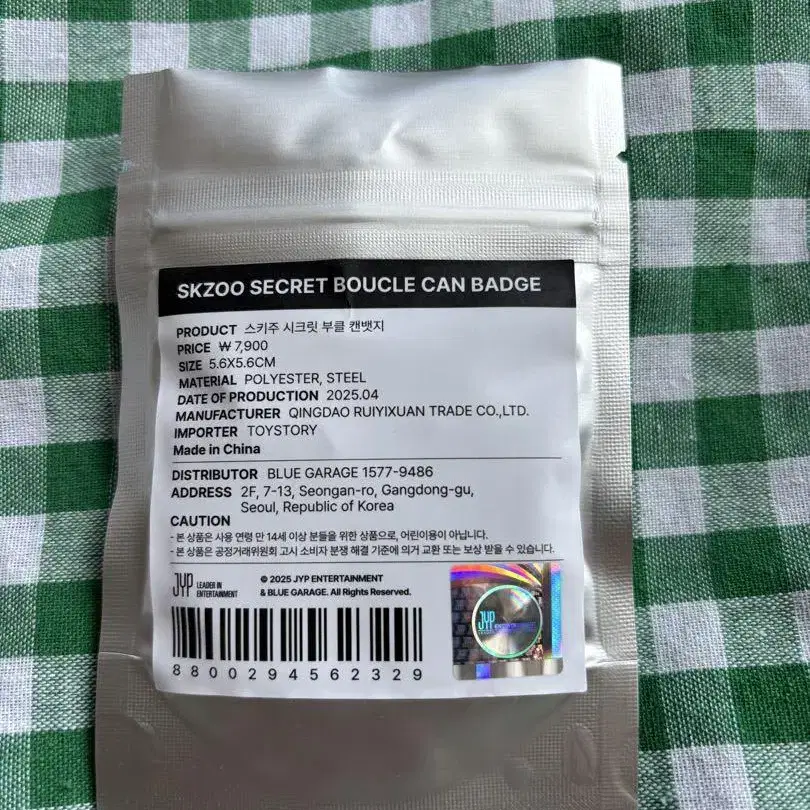 SKZOO SECRET BOUCLE CAN BADGE
PRODUCT 스키주 시크릿 부클 캔뱃지
PRICE ₩ 7,900
SIZE 5.6X5.6CM
MATERIAL POLYESTER, STEEL
DATE OF PRODUCTION 2025.04
MANUFACTURER QINGDAO RUIYIXUAN TRADE CO.,LTD.
IMPORTER TOYSTORY
Made in China
DISTRIBUTOR BLUE GARAGE 1577-9486
ADDRESS 2F, 7-13, Seongan-ro, Gangdong-gu,
Seoul, Republic of Korea
CAUTION
- 본 상품은 사용 연령 만 14세 이상 분들을 위한 상품으로, 어린이용이 아닙니다.
- 본 상품은 공정거래위원회 고시 소비자 분쟁 해결 기준에 의거 교환 또는 보상 받을 수 있습니다.
JYP LEADER IN
ENTERTAINMENT
© 2025 JYP ENTERTAINMENT
& BLUE GARAGE. All Rights Reserved.
8800294562329
JYP